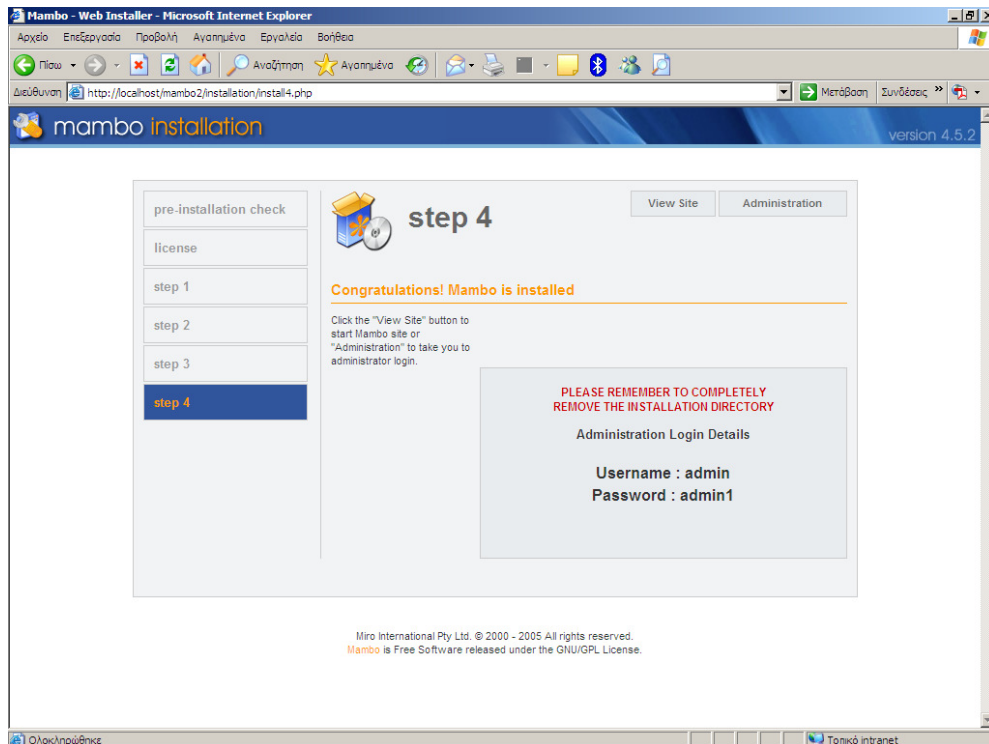 Mambo - Web Installer - Microsoft Internet Explorer
Αρχείο Επεξεργασία Προβολή Αγαπημένα Εργαλεία Βοήθεια
Πίσω Αναζήτηση Αγαπημένα
Διεύθυνση http://localhost/mambo2/installation/install4.php Μετάβαση Συνδέσεις »
mambo installation
version 4.5.2
pre-installation check
license
step 1
step 2
step 3
step 4
step 4
View Site Administration
Congratulations! Mambo is installed
Click the "View Site" button to
start Mambo site or
"Administration" to take you to
administrator login.
PLEASE REMEMBER TO COMPLETELY
REMOVE THE INSTALLATION DIRECTORY
Administration Login Details
Username : admin
Password : admin1
Miro International Pty Ltd. © 2000 - 2005 All rights reserved.
Mambo is Free Software released under the GNU/GPL License.
Ολοκληρώθηκε Τοπικό intranet